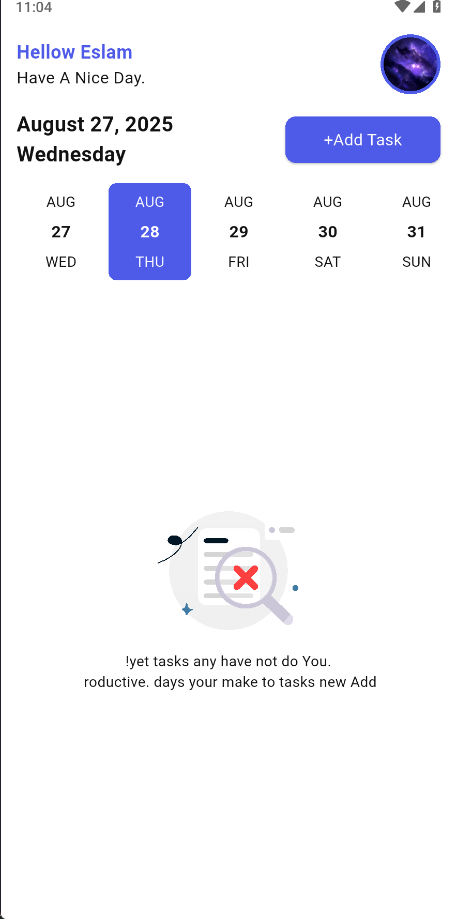 11:04
Hellow Eslam
Have A Nice Day.
August 27, 2025
Wednesday
+Add Task
AUG AUG AUG AUG AUG
27 28 29 30 31
WED THU FRI SAT SUN
!yet tasks any have not do You.
roductive. days your make to tasks new Add